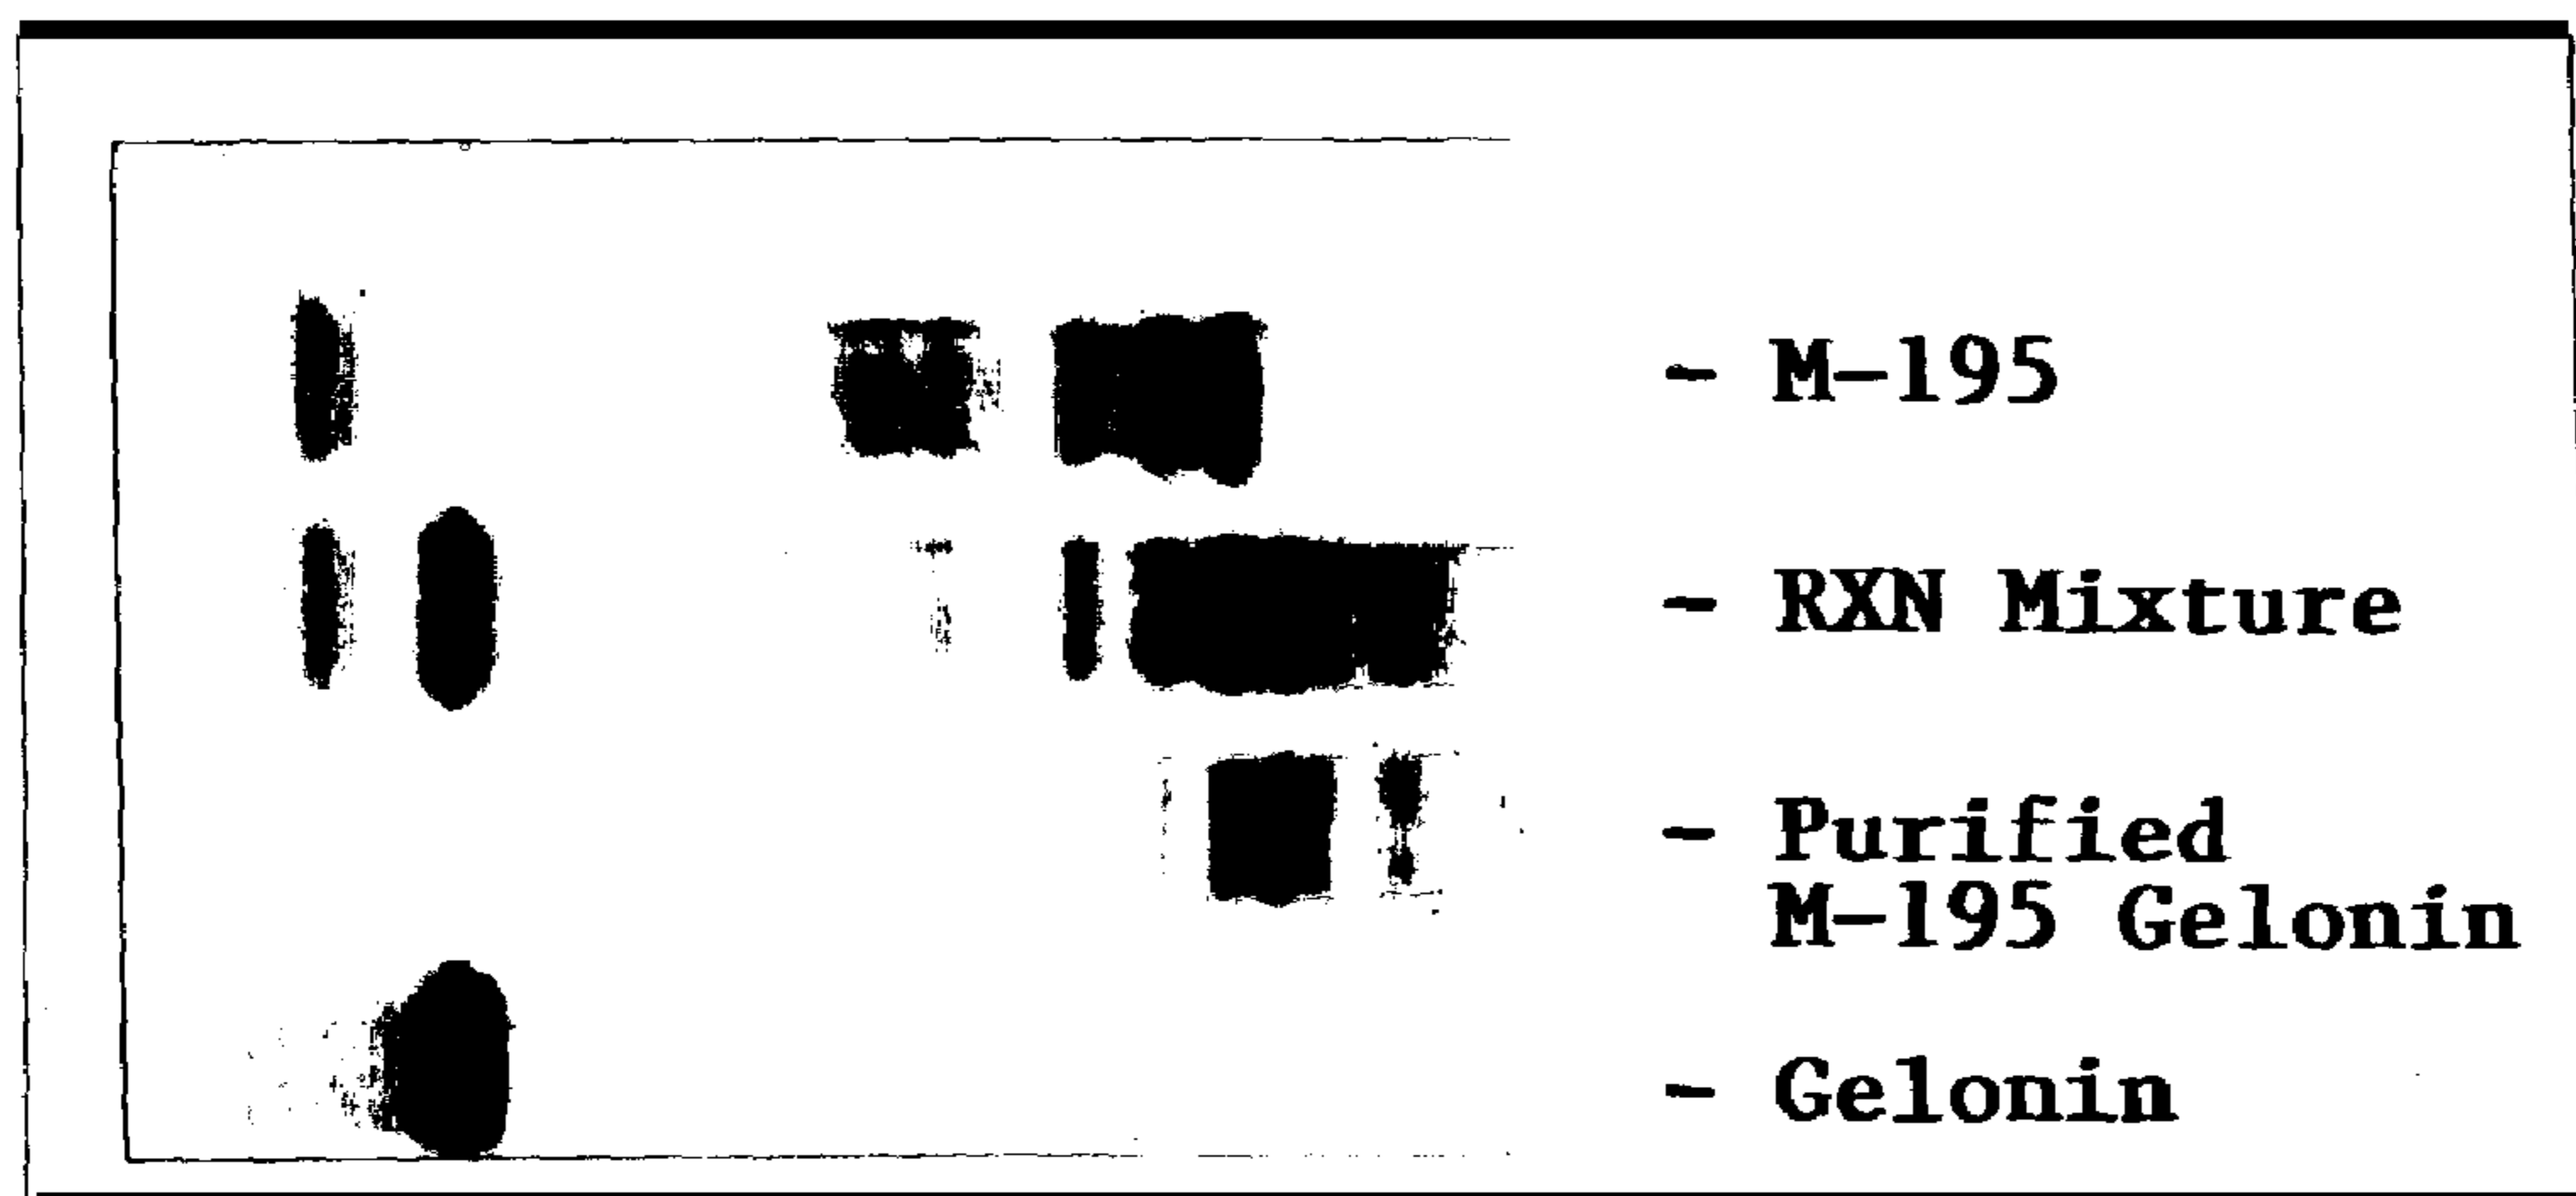 - M-195
- RXN Mixture
- Purified
M-195 Gelonin
- Gelonin